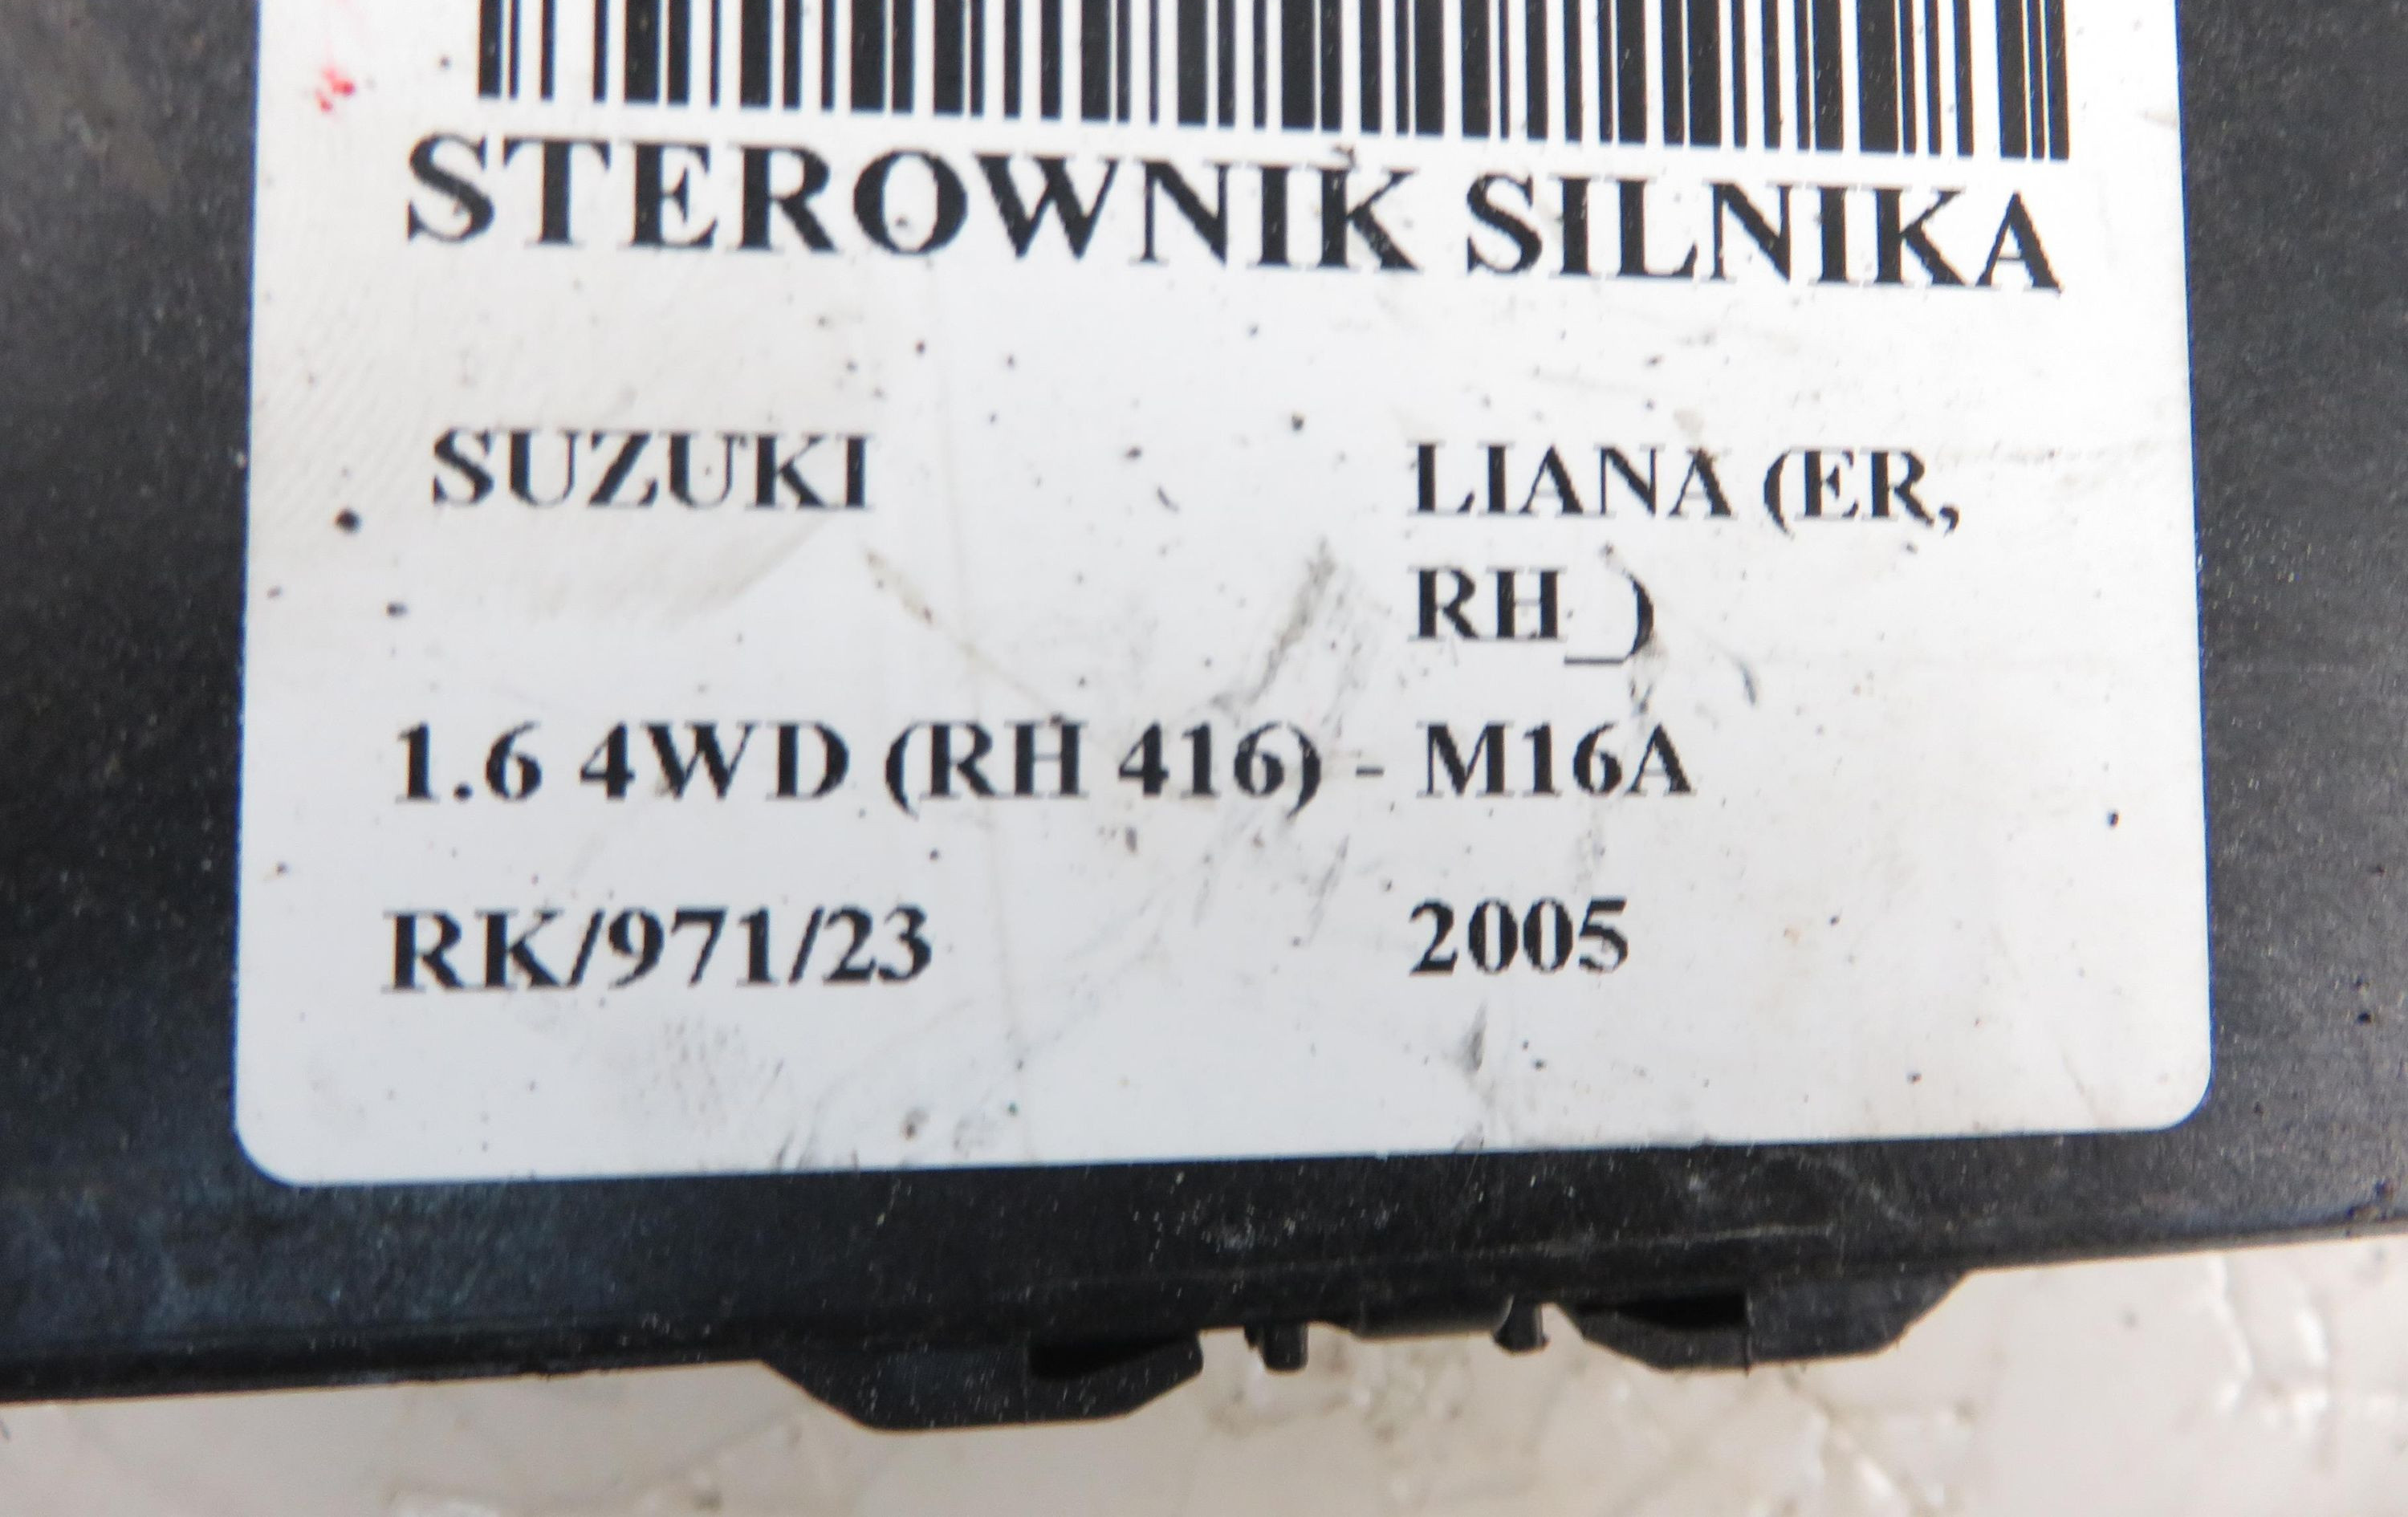 STEROWNIK SILNIKA
SUZUKI LIANA (ER,
RH_)
1.6 4WD (RH 416) - M16A
RK/971/23 2005